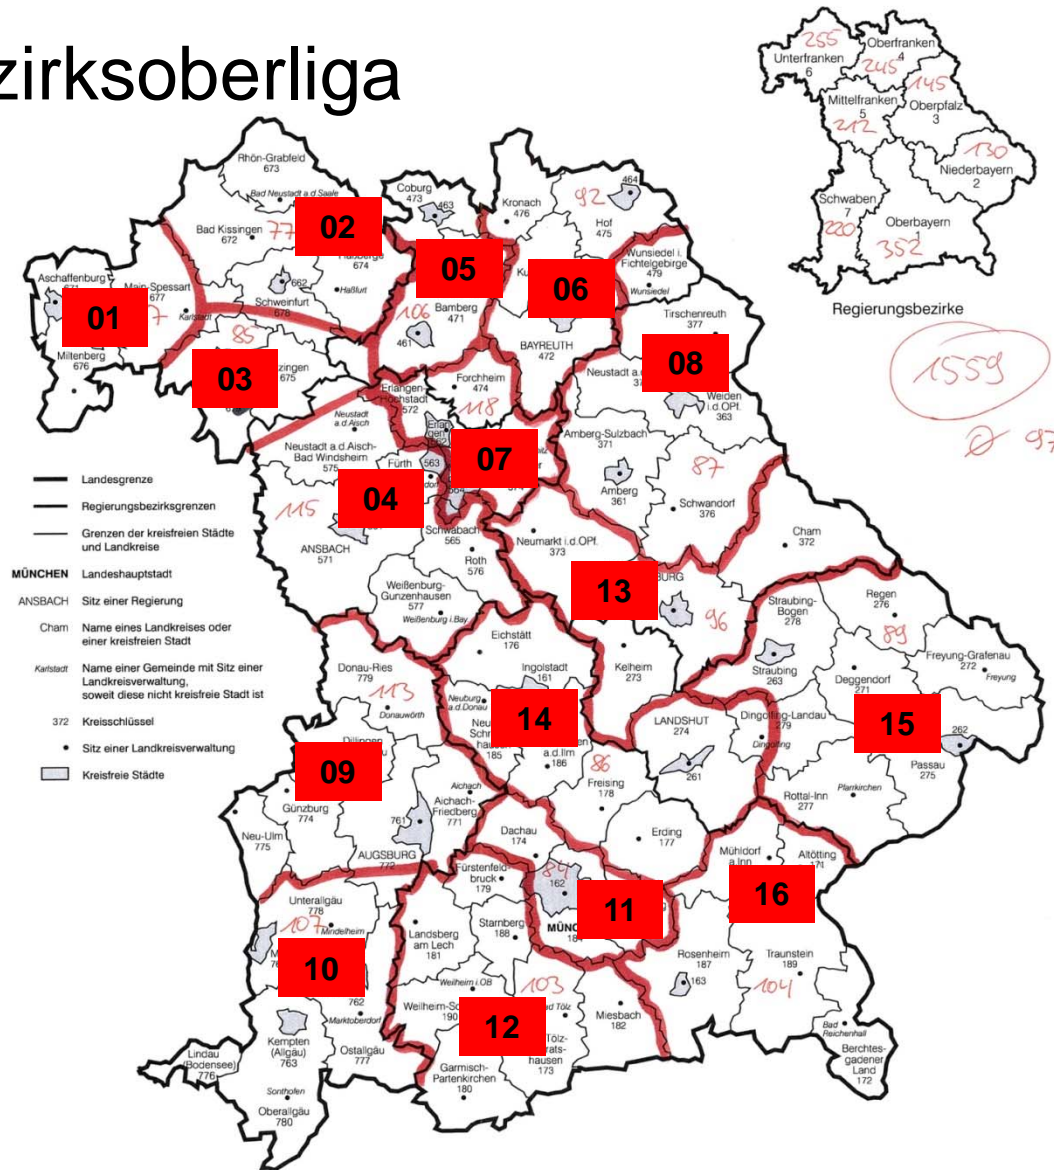 zirksoberliga
255
Unterfranken
6
Oberfranken
4
245
145
Mittelfranken
5
212
Oberpfalz
3
130
Niederbayern
2
Schwaben
7
220
Oberbayern
1
352
Regierungsbezirke
1559
Rhön-Grabfeld
673
Bad Neustadt a.d.Saale
Bad Kissingen
672
77
02
674
Haßfurt
662
Schweinfurt
678
Coburg
473
463
Kronach
476
92
464
Hof
475
05
06
Wunsiedel i.
Fichtelgebirge
479
Wunsiedel
Aschaffenburg
Main-Spessart
677
Karlstadt
01
Miltenberg
676
85
03
675
106
Bamberg
471
461
BAYREUTH
472
Tirschenreuth
377
08
Weiden
i.d.OPf.
363
Forchheim
474
118
Erlangen-
Höchstadt
572
Neustadt
a.d.Aisch
Neustadt a.d.Aisch-
Bad Windsheim
575
Fürth
563
07
04
115
ANSBACH
571
Schwabach
565
Roth
576
Weißenburg-
Gunzenhausen
577
Weißenburg i.Bay
Amberg-Sulzbach
371
Amberg
361
87
Schwandorf
376
Neumarkt i.d.OPf.
373
Cham
372
13
96
Landesgrenze
Regierungsbezirksgrenzen
Grenzen der kreisfreien Städte
und Landkreise
MÜNCHEN Landeshauptstadt
ANSBACH Sitz einer Regierung
Cham Name eines Landkreises oder
einer kreisfreien Stadt
Karlstadt Name einer Gemeinde mit Sitz einer
Landkreisverwaltung,
soweit diese nicht kreisfreie Stadt ist
372 Kreisschlüssel
Sitz einer Landkreisverwaltung
Kreisfreie Städte
Eichstätt
176
Ingolstadt
161
Kelheim
273
Straubing-
Bogen
278
Straubing
263
Regen
276
89
Freyung-Grafenau
272
Freyung
Deggendorf
271
Donau-Ries
779
113
Donauwörth
Neuburg
a.d.Donau
185
14
a.d.Ilm
186
86
Freising
178
LANDSHUT
274
261
Dingolfing-Landau
279
Dingolfing
15
262
Passau
275
Rottal-Inn
277
Pfarrkirchen
09
Günzburg
774
Neu-Ulm
775
761
AUGSBURG
772
Aichach
Aichach-
Friedberg
771
Dachau
174
Erding
177
Mühldorf
a.Inn
Altötting
171
Fürstenfeld-
bruck
179
84
162
11
16
Unterallgäu
778
107
Mindelheim
10
762
Marktoberdorf
Ostallgäu
777
Landsberg
am Lech
181
Starnberg
188
Weilheim i.OB
190
103
12
173
Garmisch-
Partenkirchen
180
Miesbach
182
Rosenheim
187
163
Traunstein
189
104
Bad
Reichenhall
Berchtes-
gadener
Land
172
Kempten
(Allgäu)
763
Lindau
(Bodensee)
776
Sonthofen
Oberallgäu
780